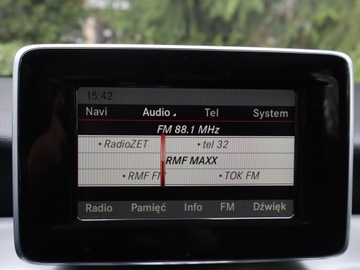 15:42
Navi Audio Tel System
FM 88.1 MHz
• RadioZET • tel 32
RMF MAXX
• RMF FM • TOK FM
Radio Pamięć Info FM Dźwięk